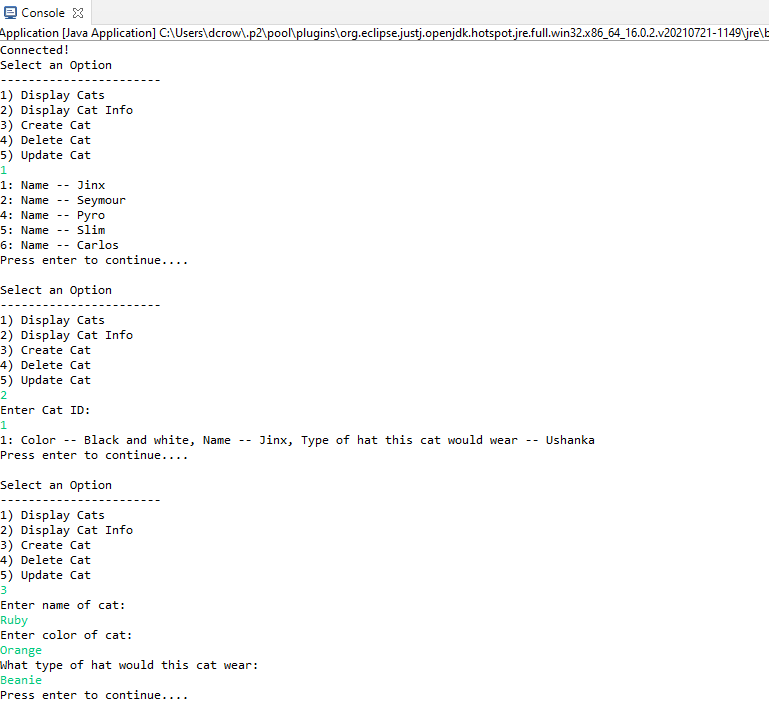 Console
Application [Java Application] C:\Users\dcrow\.p2\pool\plugins\org.eclipse.justj.openjdk.hotspot.jre.full.win32.x86_64_16.0.2.v20210721-1149\jre\b
Connected!
Select an Option
-----------------------
1) Display Cats
2) Display Cat Info
3) Create Cat
4) Delete Cat
5) Update Cat
1
1: Name -- Jinx
2: Name -- Seymour
4: Name -- Pyro
5: Name -- Slim
6: Name -- Carlos
Press enter to continue....

Select an Option
-----------------------
1) Display Cats
2) Display Cat Info
3) Create Cat
4) Delete Cat
5) Update Cat
2
Enter Cat ID:
1
1: Color -- Black and white, Name -- Jinx, Type of hat this cat would wear -- Ushanka
Press enter to continue....

Select an Option
-----------------------
1) Display Cats
2) Display Cat Info
3) Create Cat
4) Delete Cat
5) Update Cat
3
Enter name of cat:
Ruby
Enter color of cat:
Orange
What type of hat would this cat wear:
Beanie
Press enter to continue....